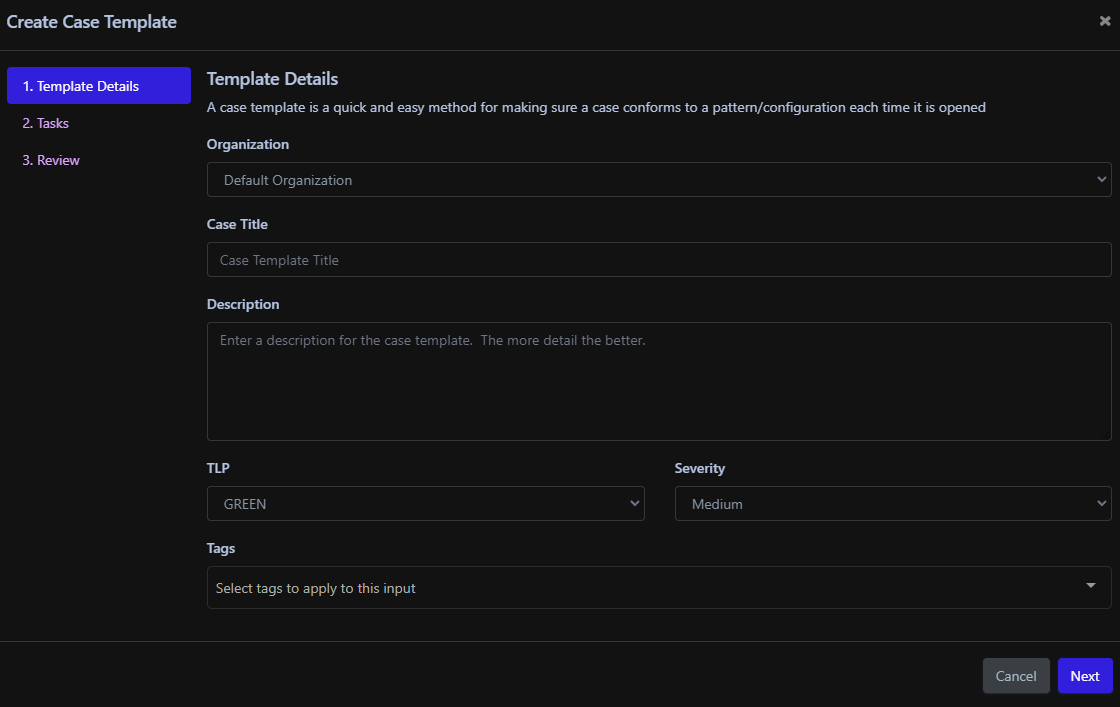 Create Case Template
1. Template Details
2. Tasks
3. Review
Template Details
A case template is a quick and easy method for making sure a case conforms to a pattern/configuration each time it is opened
Organization
Default Organization
Case Title
Case Template Title
Description
Enter a description for the case template.  The more detail the better.
TLP
Severity
GREEN
Medium
Tags
Select tags to apply to this input
Cancel
Next